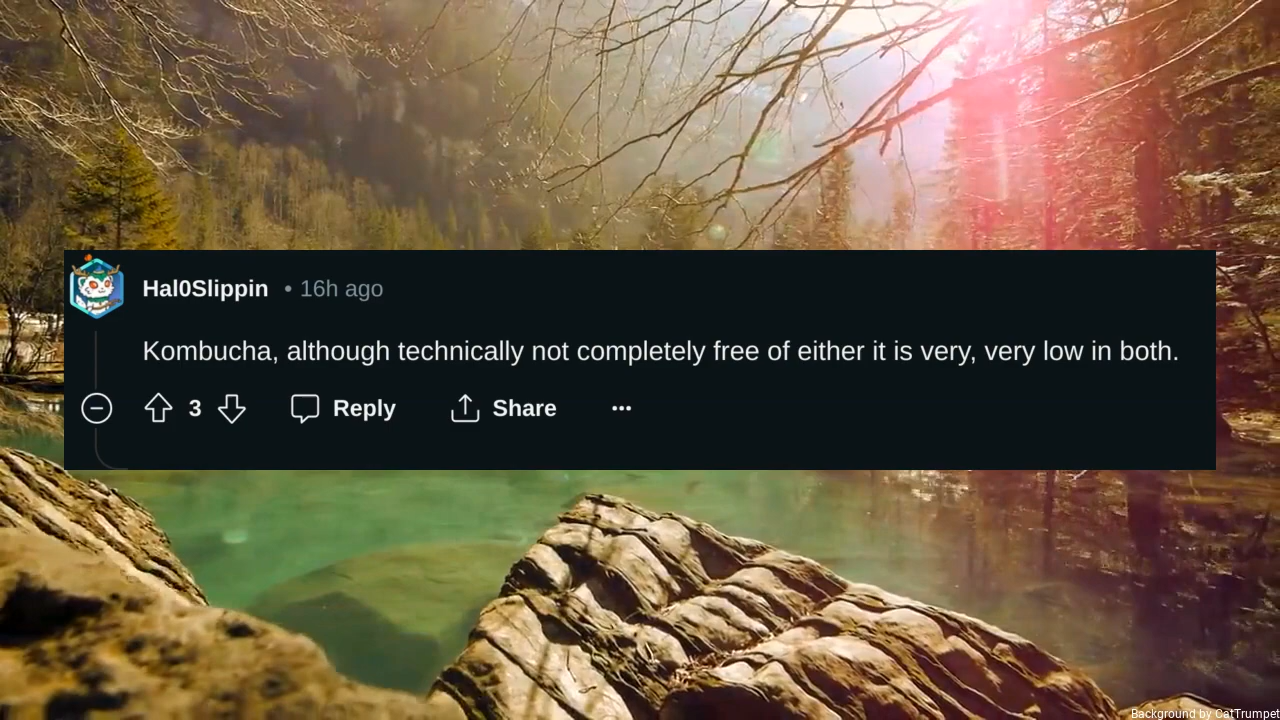 Hal0Slippin • 16h ago
Kombucha, although technically not completely free of either it is very, very low in both.
3 Reply Share ···
Background by CatTrumpet